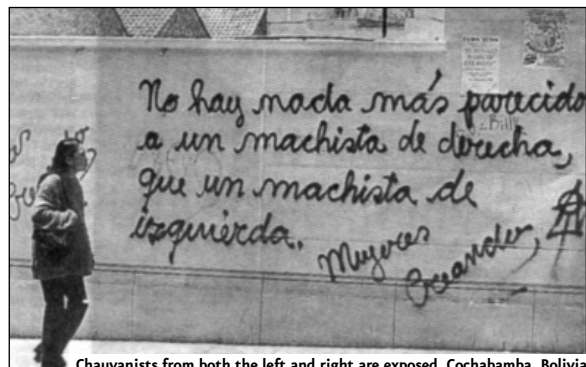 No hay nada más parecido
a un machista de derecha,
que un machista de
izquierda.
Mujeres
Creando,
Chauvanists from both the left and right are exposed, Cochabamba, Bolivia